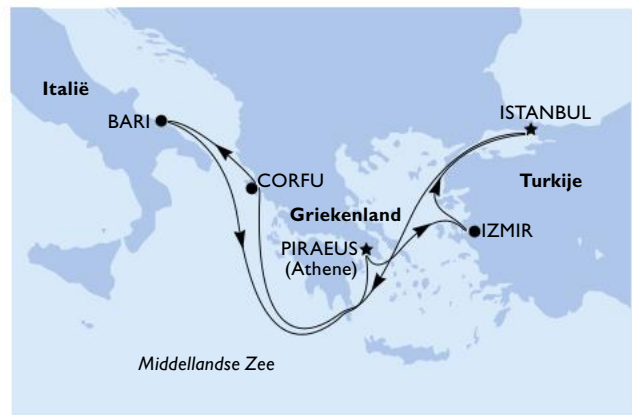 Italië
BARI
ISTANBUL
Turkije
CORFU
Griekenland
PIRAEUS
(Athene)
IZMIR
Middellandse Zee